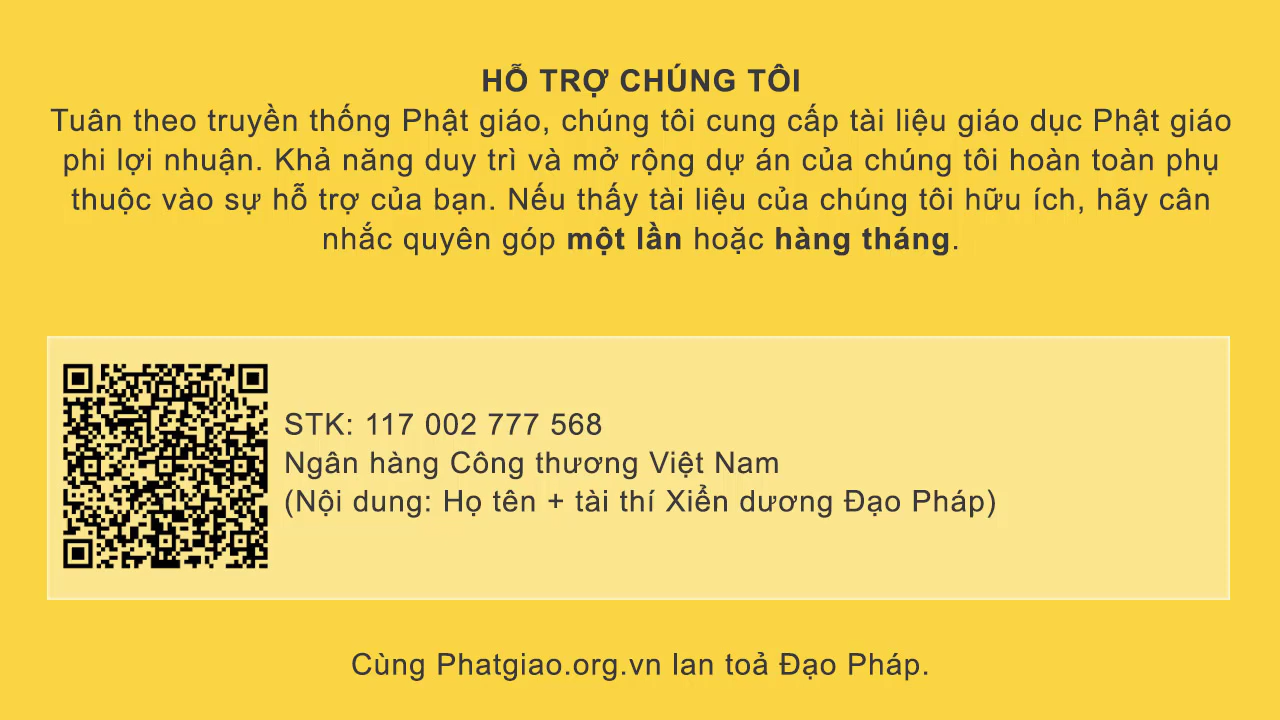 HỖ TRỢ CHÚNG TÔI
Tuân theo truyền thống Phật giáo, chúng tôi cung cấp tài liệu giáo dục Phật giáo
phi lợi nhuận. Khả năng duy trì và mở rộng dự án của chúng tôi hoàn toàn phụ
thuộc vào sự hỗ trợ của bạn. Nếu thấy tài liệu của chúng tôi hữu ích, hãy cân
nhắc quyên góp một lần hoặc hàng tháng.
STK: 117 002 777 568
Ngân hàng Công thương Việt Nam
(Nội dung: Họ tên + tài thí Xiển dương Đạo Pháp)
Cùng Phatgiao.org.vn lan toả Đạo Pháp.